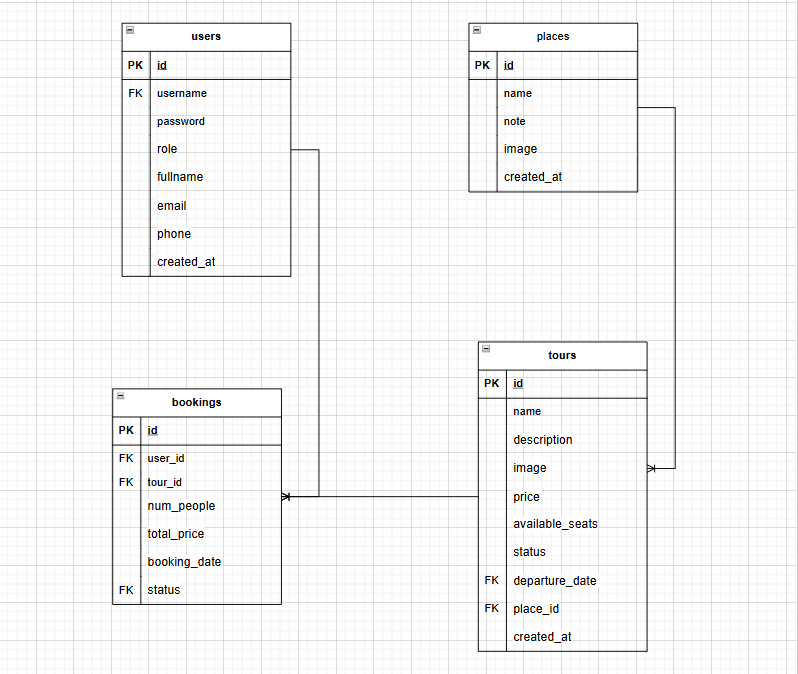 users
PK id
FK username
password
role
fullname
email
phone
created_at
places
PK id
name
note
image
created_at
bookings
PK id
FK user_id
FK tour_id
num_people
total_price
booking_date
FK status
tours
PK id
name
description
image
price
available_seats
status
FK departure_date
FK place_id
created_at